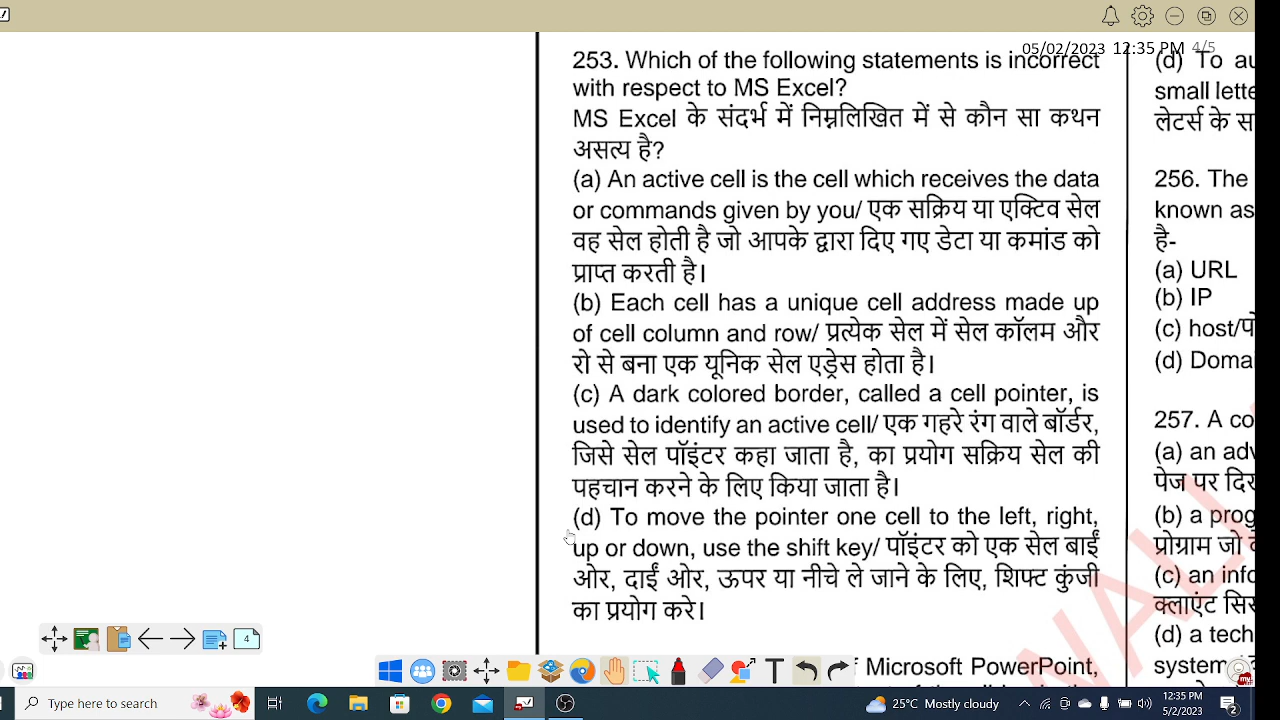 05/02/2023 12:35 PM 4/5
253. Which of the following statements is incorrect
with respect to MS Excel?
MS Excel के संदर्भ में निम्नलिखित में से कौन सा कथन
असत्य है?
(a) An active cell is the cell which receives the data
or commands given by you/ एक सक्रिय या एक्टिव सेल
वह सेल होती है जो आपके द्वारा दिए गए डेटा या कमांड को
प्राप्त करती है।
(b) Each cell has a unique cell address made up
of cell column and row/ प्रत्येक सेल में सेल कॉलम और
रो से बना एक यूनिक सेल एड्रेस होता है।
(c) A dark colored border, called a cell pointer, is
used to identify an active cell/ एक गहरे रंग वाले बॉर्डर,
जिसे सेल पॉइंटर कहा जाता है, का प्रयोग सक्रिय सेल की
पहचान करने के लिए किया जाता है।
(d) To move the pointer one cell to the left, right,
up or down, use the shift key/ पॉइंटर को एक सेल बाईं
ओर, दाईं ओर, ऊपर या नीचे ले जाने के लिए, शिफ्ट कुंजी
का प्रयोग करे।
f Microsoft PowerPoint,
(d) To au
small lette
लेटर्स के स
256. The
known as
है-
(a) URL
(b) IP
(c) host/
(d) Doma
257. A co
(a) an adv
पेज पर दिर
(b) a prog
प्रोग्राम जो
(c) an info
क्लाएंट सिर
(d) a tech
system
WALI
4
T
Type here to search
25°C Mostly cloudy
12:35 PM
5/2/2023
2